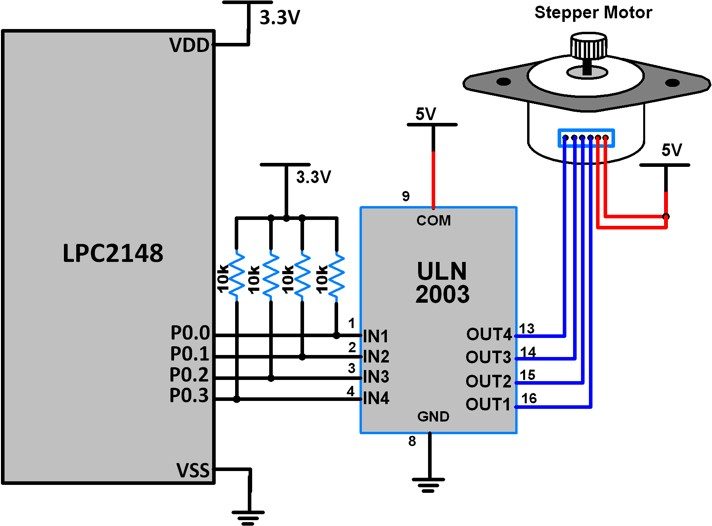 Stepper Motor
3.3V
VDD
5V
5V
3.3V
9
COM
LPC2148
10k
10k
10k
10k
ULN
2003
P0.0
1
IN1
OUT4
13
P0.1
2
IN2
OUT3
14
P0.2
3
IN3
OUT2
15
P0.3
4
IN4
OUT1
16
GND
8
VSS